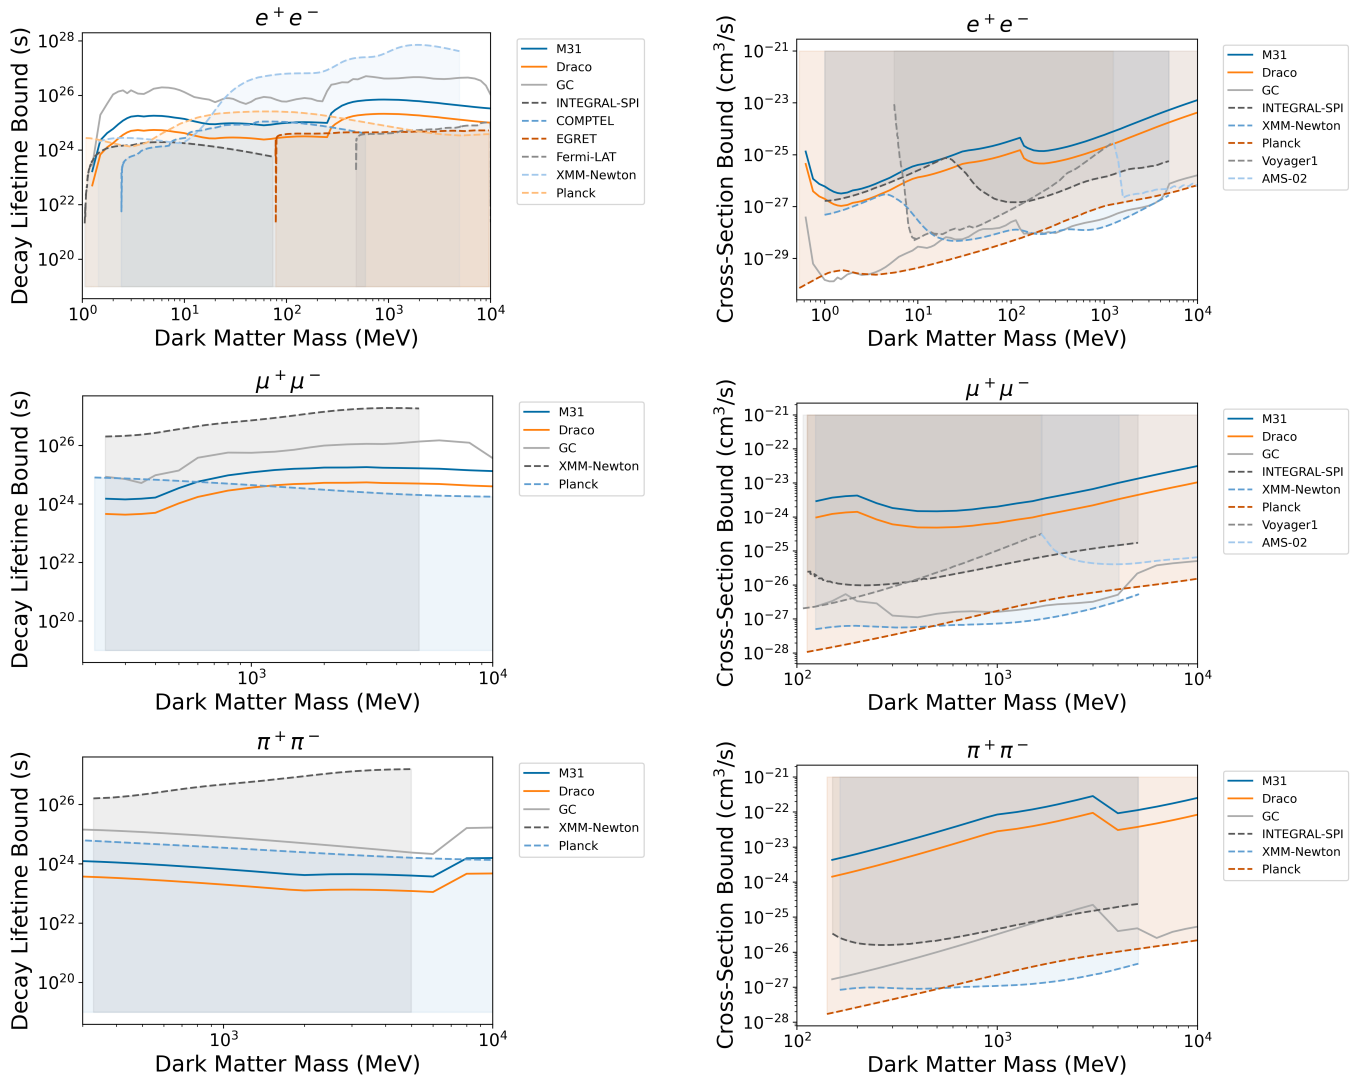 e⁺e⁻
Decay Lifetime Bound (s)
10²⁸
10²⁶
10²⁴
10²²
10²⁰
10⁰
10¹
10²
10³
10⁴
Dark Matter Mass (MeV)
M31
Draco
GC
INTEGRAL-SPI
COMPTEL
EGRET
Fermi-LAT
XMM-Newton
Planck
e⁺e⁻
Cross-Section Bound (cm³/s)
10⁻²¹
10⁻²³
10⁻²⁵
10⁻²⁷
10⁻²⁹
10⁰
10¹
10²
10³
10⁴
Dark Matter Mass (MeV)
M31
Draco
GC
INTEGRAL-SPI
XMM-Newton
Planck
Voyager1
AMS-02
μ⁺μ⁻
Decay Lifetime Bound (s)
10²⁶
10²⁴
10²²
10²⁰
10³
10⁴
Dark Matter Mass (MeV)
M31
Draco
GC
XMM-Newton
Planck
μ⁺μ⁻
Cross-Section Bound (cm³/s)
10⁻²¹
10⁻²²
10⁻²³
10⁻²⁴
10⁻²⁵
10⁻²⁶
10⁻²⁷
10⁻²⁸
10²
10³
10⁴
Dark Matter Mass (MeV)
M31
Draco
GC
INTEGRAL-SPI
XMM-Newton
Planck
Voyager1
AMS-02
π⁺π⁻
Decay Lifetime Bound (s)
10²⁶
10²⁴
10²²
10²⁰
10³
10⁴
Dark Matter Mass (MeV)
M31
Draco
GC
XMM-Newton
Planck
π⁺π⁻
Cross-Section Bound (cm³/s)
10⁻²¹
10⁻²²
10⁻²³
10⁻²⁴
10⁻²⁵
10⁻²⁶
10⁻²⁷
10⁻²⁸
10²
10³
10⁴
Dark Matter Mass (MeV)
M31
Draco
GC
INTEGRAL-SPI
XMM-Newton
Planck